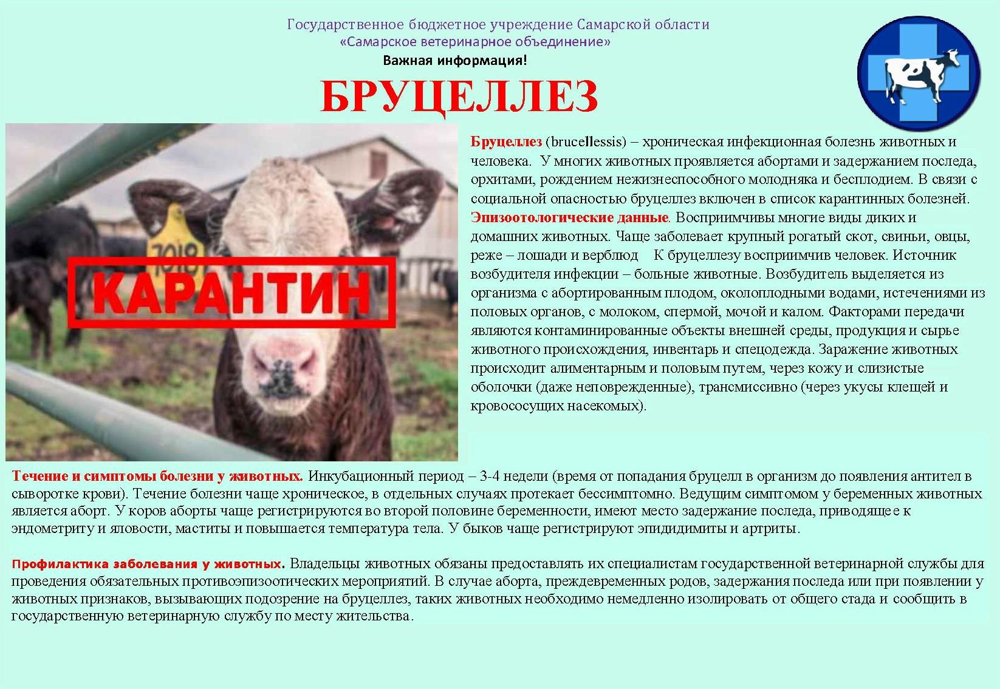 Государственное бюджетное учреждение Самарской области
«Самарское ветеринарное объединение»
Важная информация!
БРУЦЕЛЛЕЗ
7018
КАРАНТИН
Бруцеллез (brucellessis) – хроническая инфекционная болезнь животных и
человека. У многих животных проявляется абортами и задержанием последа,
орхитами, рождением нежизнеспособного молодняка и бесплодием. В связи с
социальной опасностью бруцеллез включен в список карантинных болезней.
Эпизоотологические данные. Восприимчивы многие виды диких и
домашних животных. Чаще заболевает крупный рогатый скот, свиньи, овцы,
реже – лошади и верблюд К бруцеллезу восприимчив человек. Источник
возбудителя инфекции – больные животные. Возбудитель выделяется из
организма с абортированным плодом, околоплодными водами, истечениями из
половых органов, с молоком, спермой, мочой и калом. Факторами передачи
являются контаминированные объекты внешней среды, продукция и сырье
животного происхождения, инвентарь и спецодежда. Заражение животных
происходит алиментарным и половым путем, через кожу и слизистые
оболочки (даже неповрежденные), трансмиссивно (через укусы клещей и
кровососущих насекомых).
Течение и симптомы болезни у животных. Инкубационный период – 3-4 недели (время от попадания бруцелл в организм до появления антител в
сыворотке крови). Течение болезни чаще хроническое, в отдельных случаях протекает бессимптомно. Ведущим симптомом у беременных животных
является аборт. У коров аборты чаще регистрируются во второй половине беременности, имеют место задержание последа, приводящее к
эндометриту и яловости, маститы и повышается температура тела. У быков чаще регистрируют эпидидимиты и артриты.
Профилактика заболевания у животных. Владельцы животных обязаны предоставлять их специалистам государственной ветеринарной службы для
проведения обязательных противоэпизоотических мероприятий. В случае аборта, преждевременных родов, задержания последа или при появлении у
животных признаков, вызывающих подозрение на бруцеллез, таких животных необходимо немедленно изолировать от общего стада и сообщить в
государственную ветеринарную службу по месту жительства.